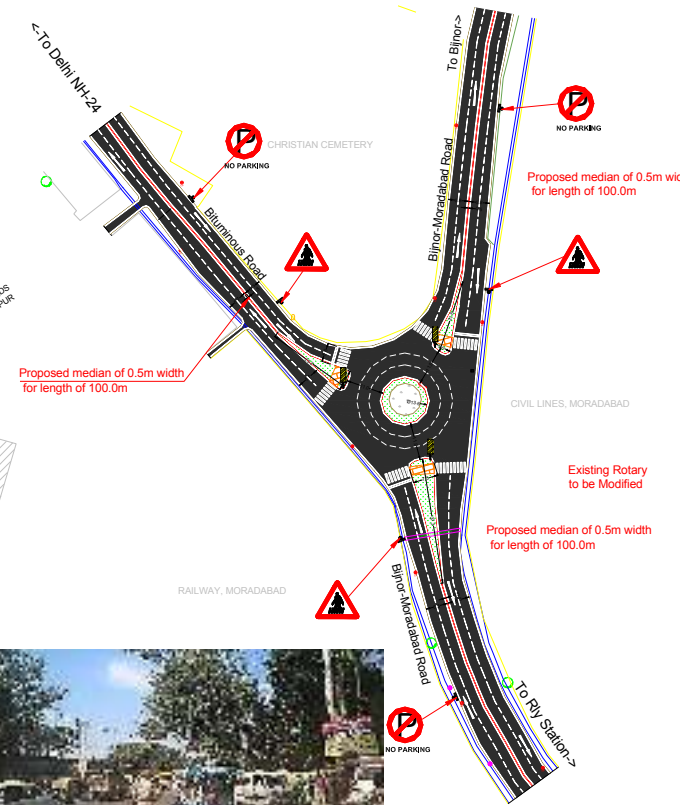 <-To Delhi NH-24
To Bijnor->
NO PARKING
CHRISTIAN CEMETERY
NO PARKING
Proposed median of 0.5m
for length of 100.0m
Bijnor-Moradabad Road
Bituminous Road
PUR
Proposed median of 0.5m width
for length of 100.0m
CIVIL LINES, MORADABAD
Existing Rotary
to be Modified
Proposed median of 0.5m width
for length of 100.0m
RAILWAY, MORADABAD
Bijnor-Moradabad Road
To Rly Station->
NO PARKING